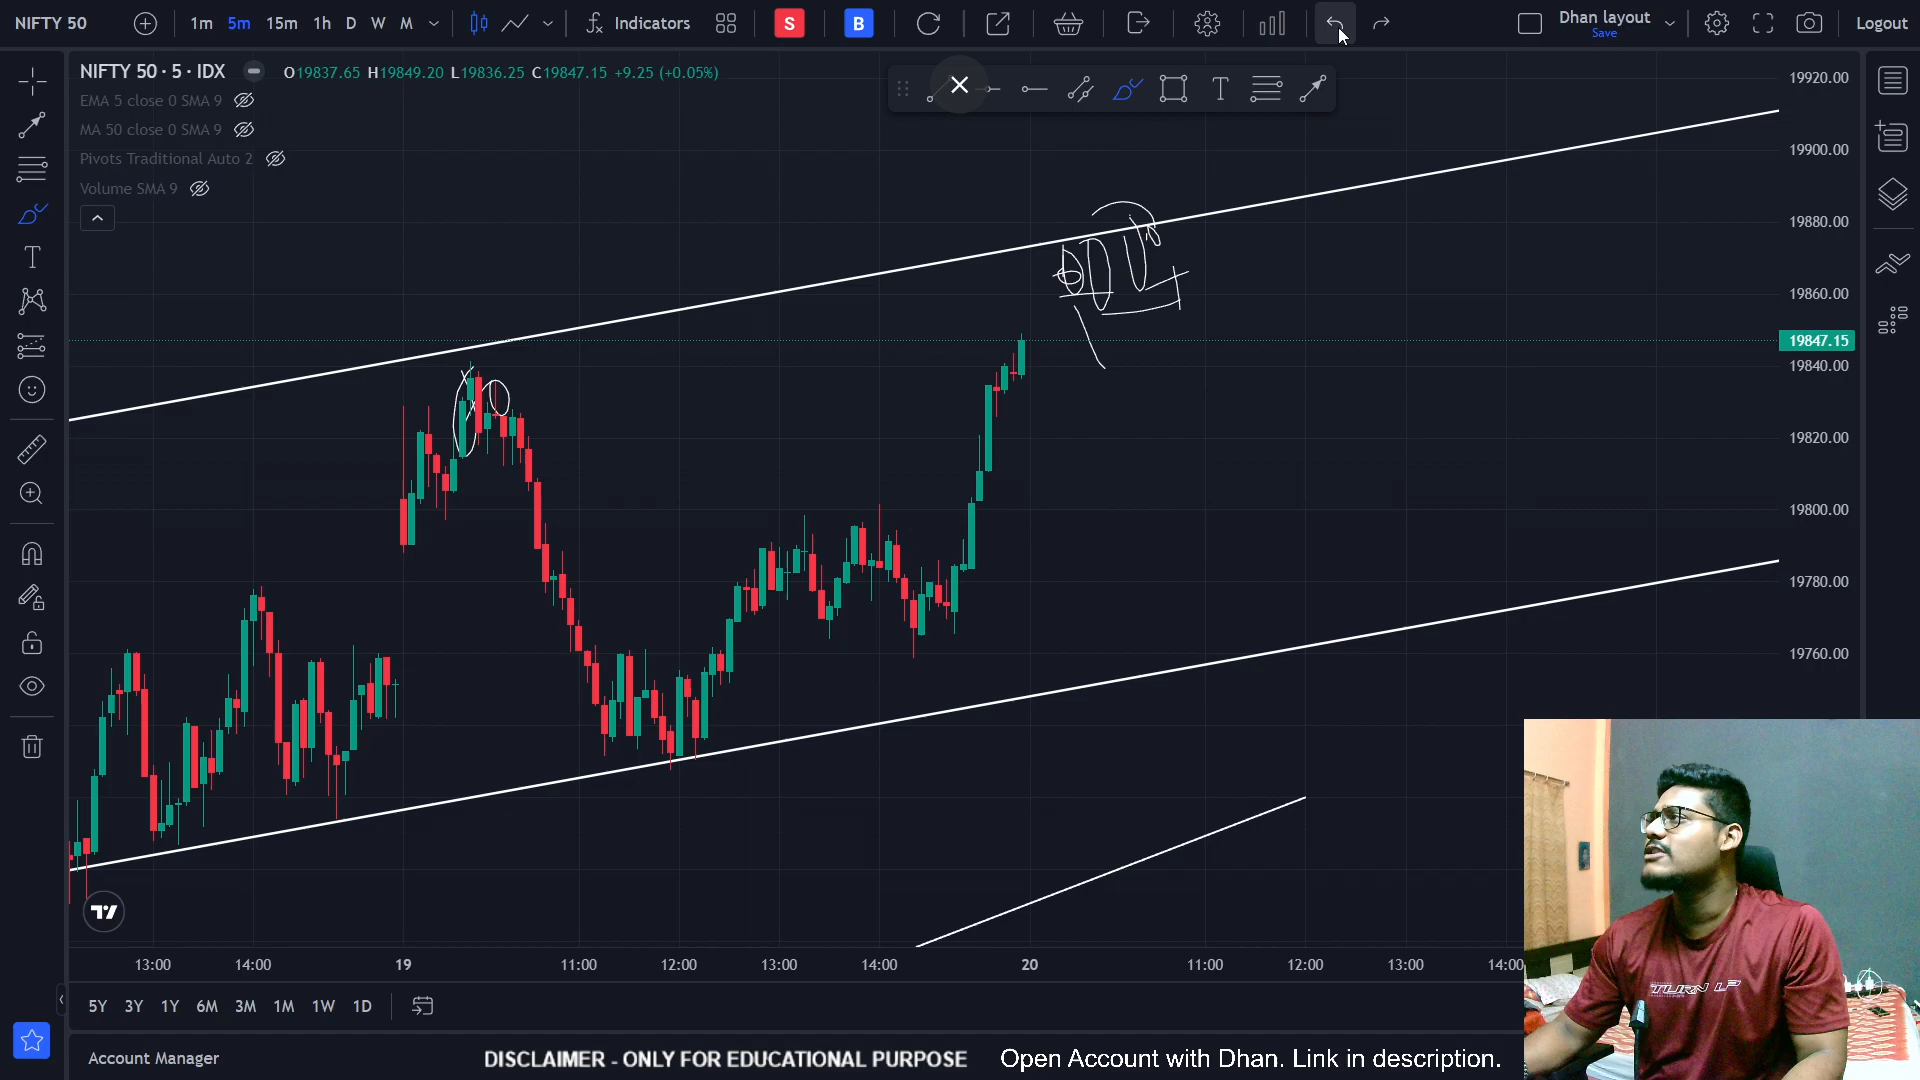 NIFTY 50 1m 5m 15m 1h D W M Indicators S B Dhan layout Save Logout
NIFTY 50 · 5 · IDX O19837.65 H19849.20 L19836.25 C19847.15 +9.25 (+0.05%)
EMA 5 close 0 SMA 9
MA 50 close 0 SMA 9
Pivots Traditional Auto 2
Volume SMA 9
19920.00
19900.00
19880.00
19860.00
19847.15
19840.00
19820.00
19800.00
19780.00
19760.00
13:00 14:00 19 11:00 12:00 13:00 14:00 20 11:00 12:00 13:00 14:00
5Y 3Y 1Y 6M 3M 1M 1W 1D
TURN UP
Account Manager DISCLAIMER - ONLY FOR EDUCATIONAL PURPOSE Open Account with Dhan. Link in description.